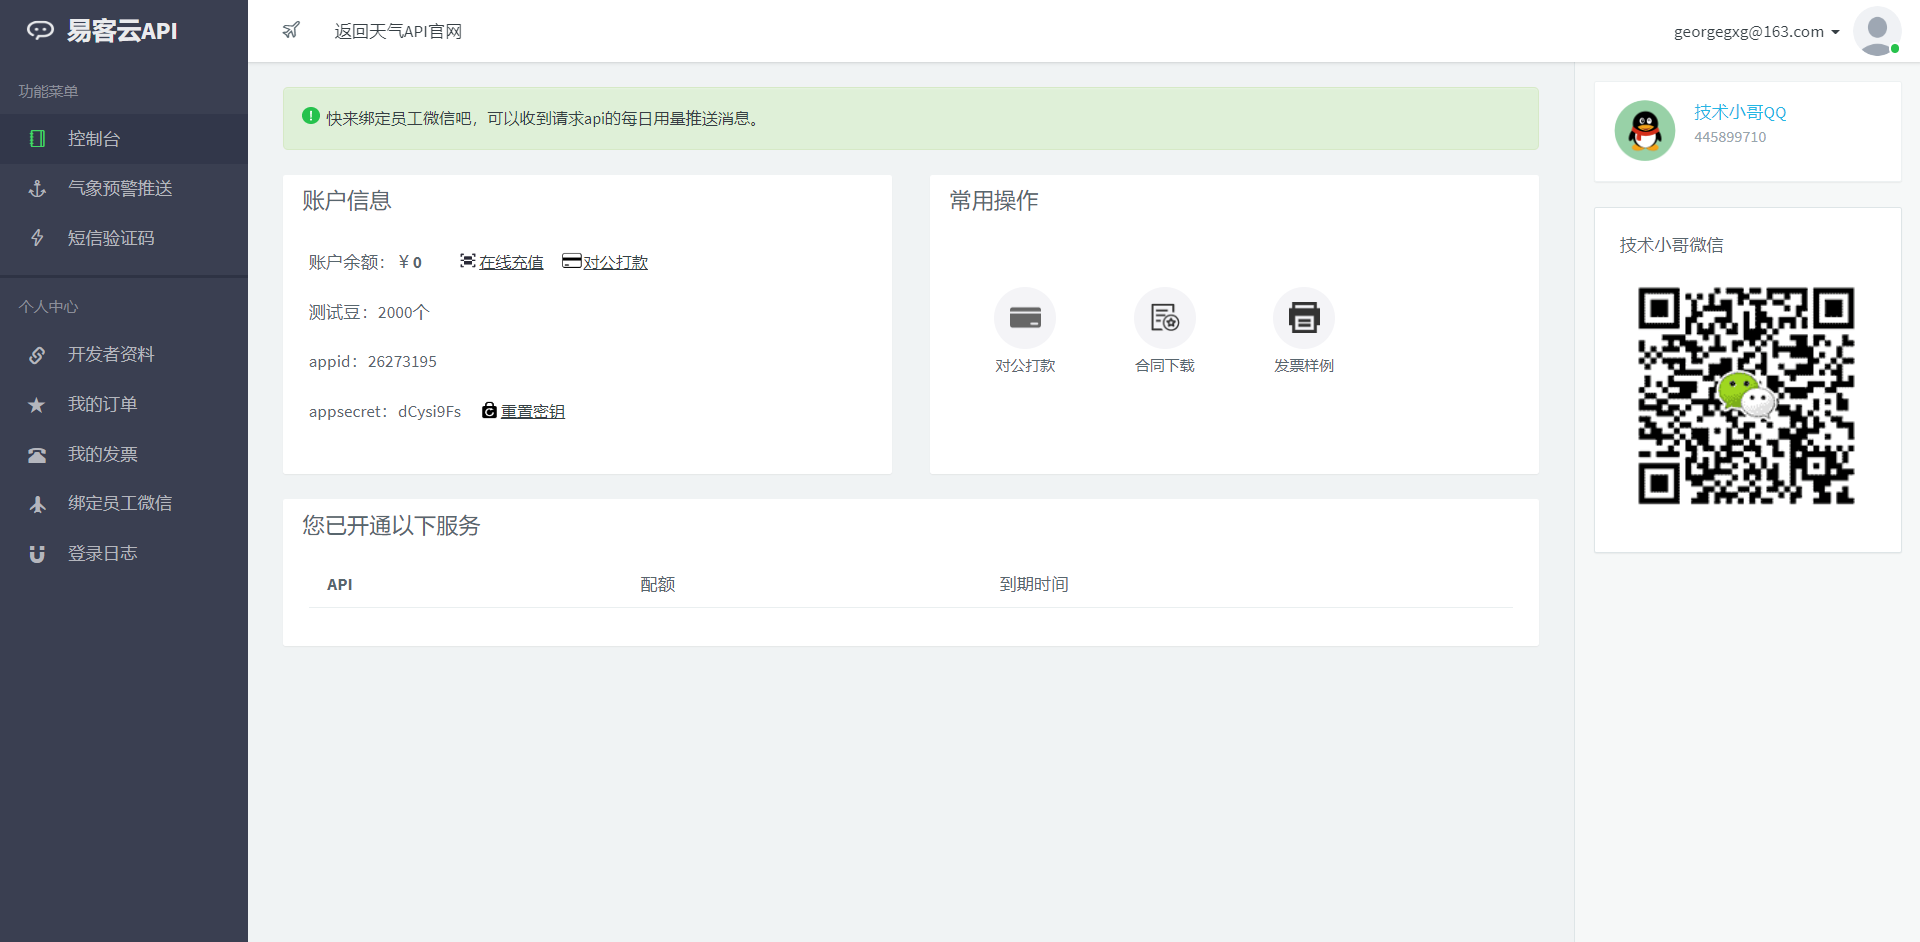 易客云API
功能菜单
控制台
气象预警推送
短信验证码
个人中心
开发者资料
我的订单
我的发票
绑定员工微信
登录日志
返回天气API官网
georgegxg@163.com
快来绑定员工微信吧，可以收到请求api的每日用量推送消息。
账户信息
账户余额：￥0 在线充值 对公打款
测试豆：2000个
appid：26273195
appsecret：dCysi9Fs 重置密钥
常用操作
对公打款 合同下载 发票样例
您已开通以下服务
API 配额 到期时间
技术小哥QQ
445899710
技术小哥微信